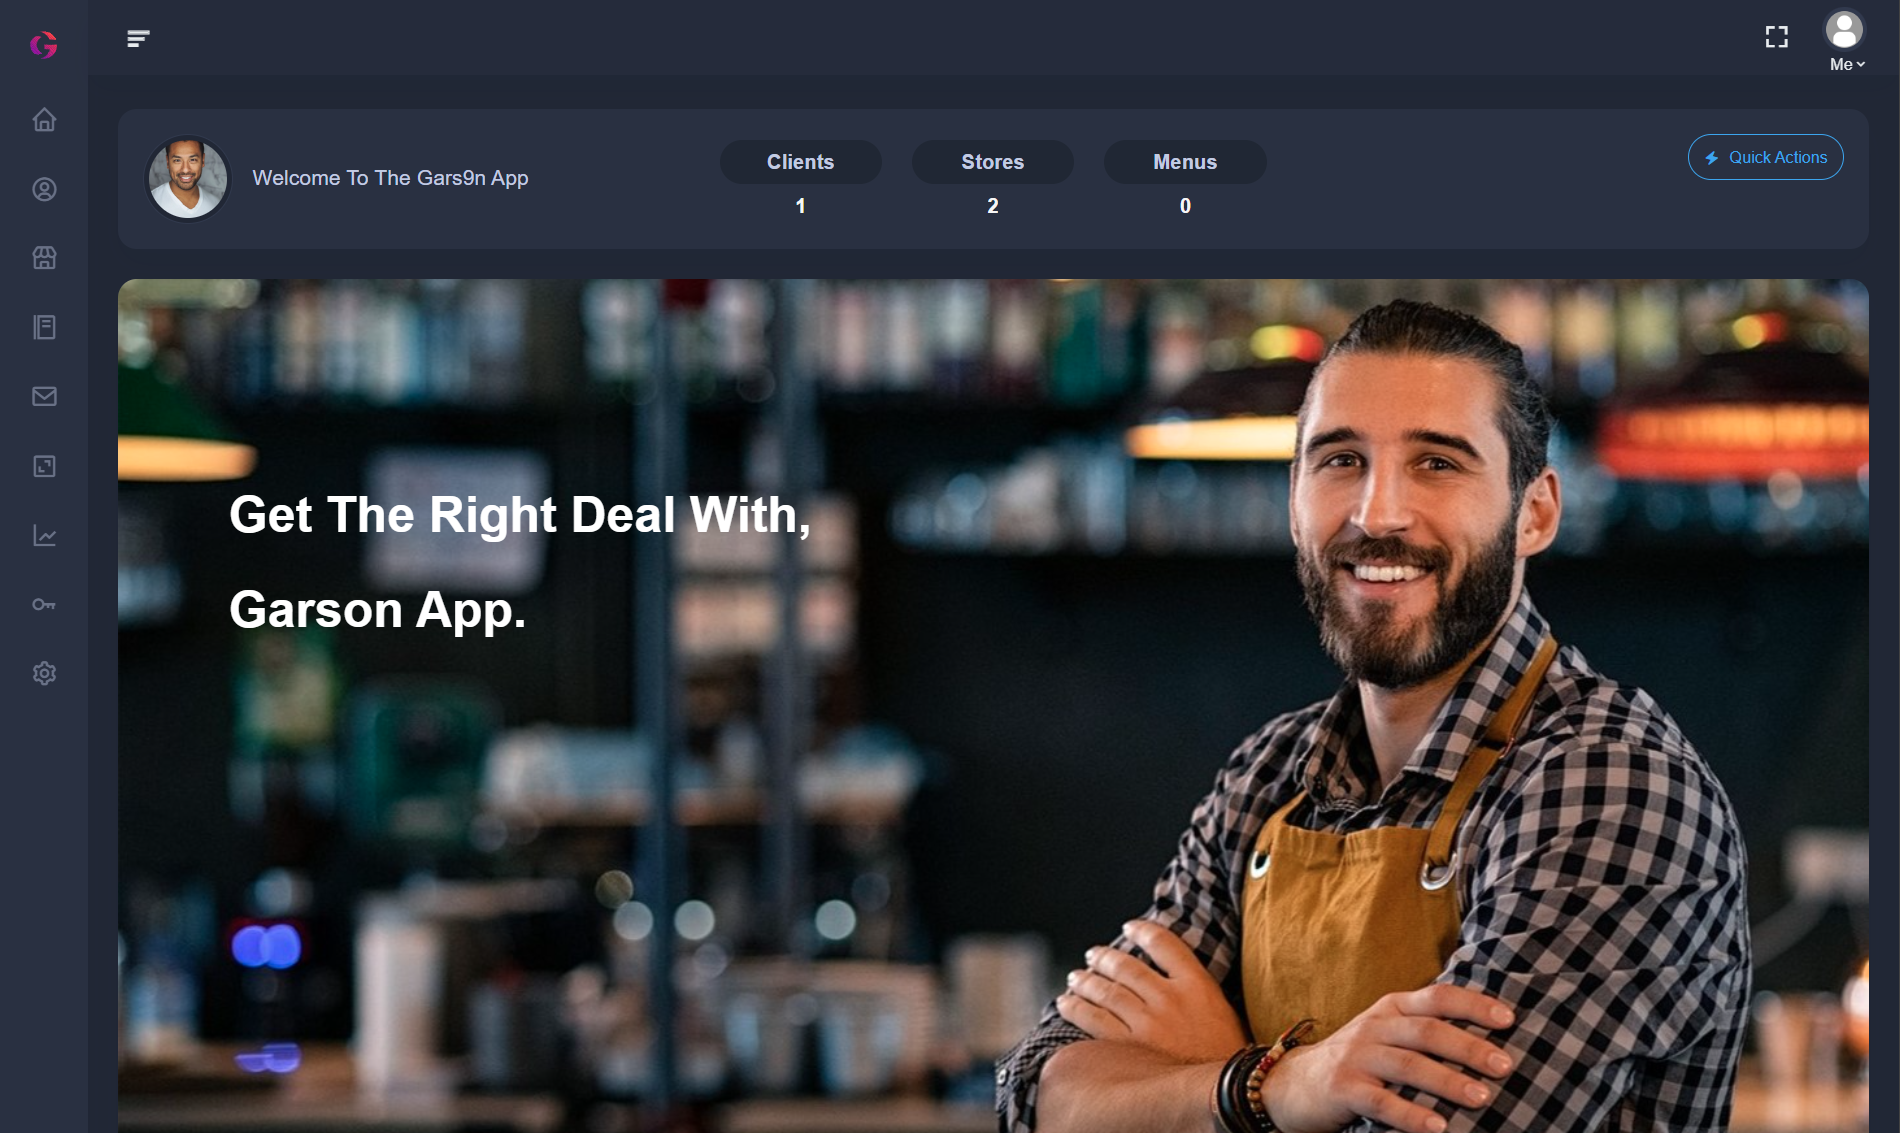 Me
Welcome To The Gars9n App
Clients
1
Stores
2
Menus
0
Quick Actions
Get The Right Deal With,
Garson App.